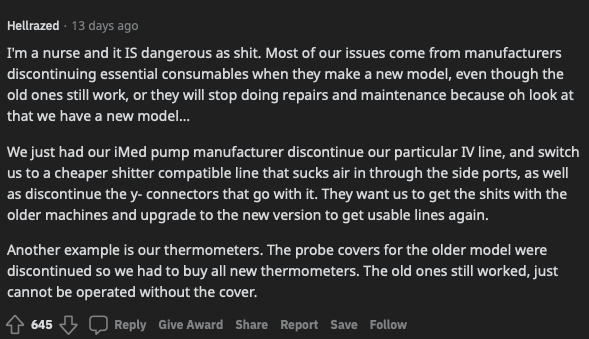 Hellrazed · 13 days ago
I'm a nurse and it IS dangerous as shit. Most of our issues come from manufacturers
discontinuing essential consumables when they make a new model, even though the
old ones still work, or they will stop doing repairs and maintenance because oh look at
that we have a new model...
We just had our iMed pump manufacturer discontinue our particular IV line, and switch
us to a cheaper shitter compatible line that sucks air in through the side ports, as well
as discontinue the y- connectors that go with it. They want us to get the shits with the
older machines and upgrade to the new version to get usable lines again.
Another example is our thermometers. The probe covers for the older model were
discontinued so we had to buy all new thermometers. The old ones still worked, just
cannot be operated without the cover.
645 Reply Give Award Share Report Save Follow